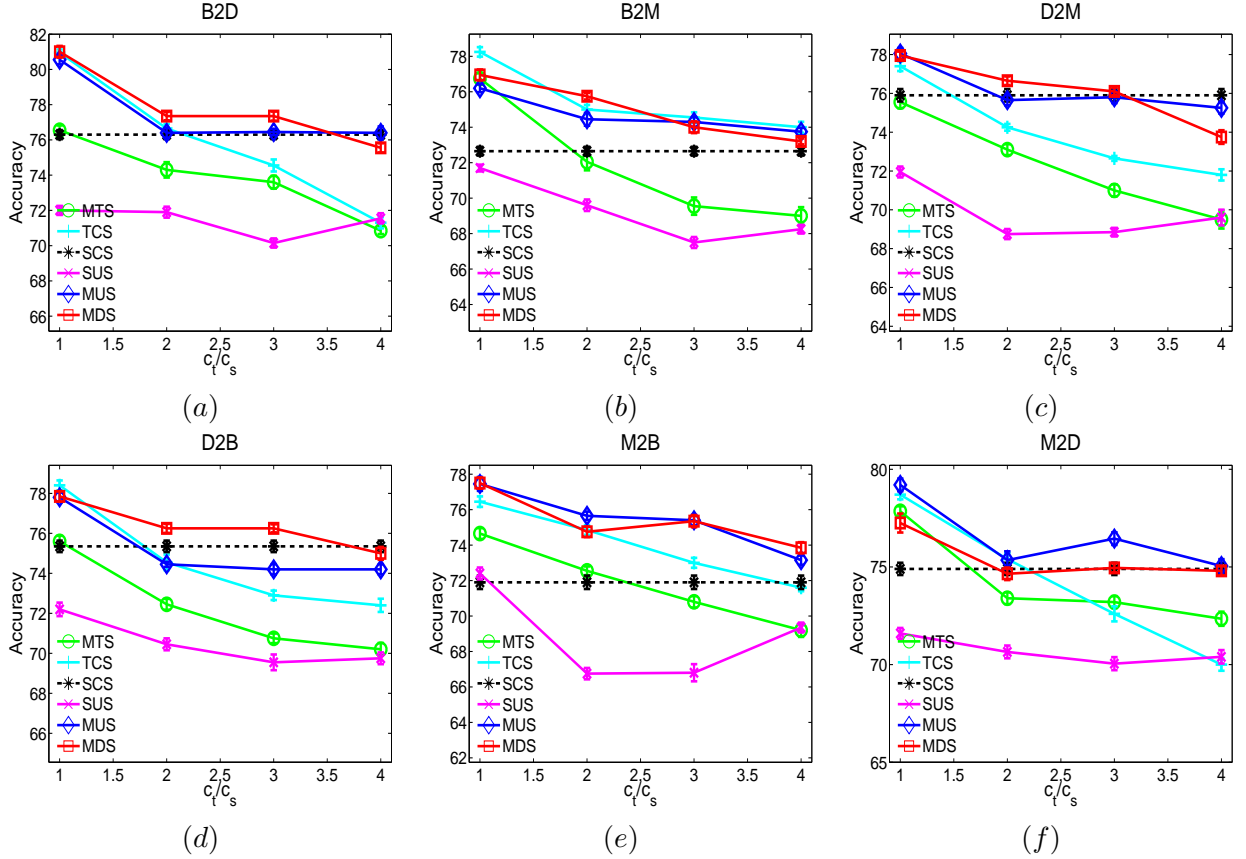 B2D
82
80
78
76
74
72
70
68
66
Accuracy
MTS
TCS
SCS
SUS
MUS
MDS
1 1.5 2 2.5 3 3.5 4
c_t/c_s
(a)
B2M
78
76
74
72
70
68
66
64
Accuracy
MTS
TCS
SCS
SUS
MUS
MDS
1 1.5 2 2.5 3 3.5 4
c_t/c_s
(b)
D2M
78
76
74
72
70
68
66
64
Accuracy
MTS
TCS
SCS
SUS
MUS
MDS
1 1.5 2 2.5 3 3.5 4
c_t/c_s
(c)
D2B
78
76
74
72
70
68
66
Accuracy
MTS
TCS
SCS
SUS
MUS
MDS
1 1.5 2 2.5 3 3.5 4
c_t/c_s
(d)
M2B
78
76
74
72
70
68
66
64
62
Accuracy
MTS
TCS
SCS
SUS
MUS
MDS
1 1.5 2 2.5 3 3.5 4
c_t/c_s
(e)
M2D
80
75
70
65
Accuracy
MTS
TCS
SCS
SUS
MUS
MDS
1 1.5 2 2.5 3 3.5 4
c_t/c_s
(f)